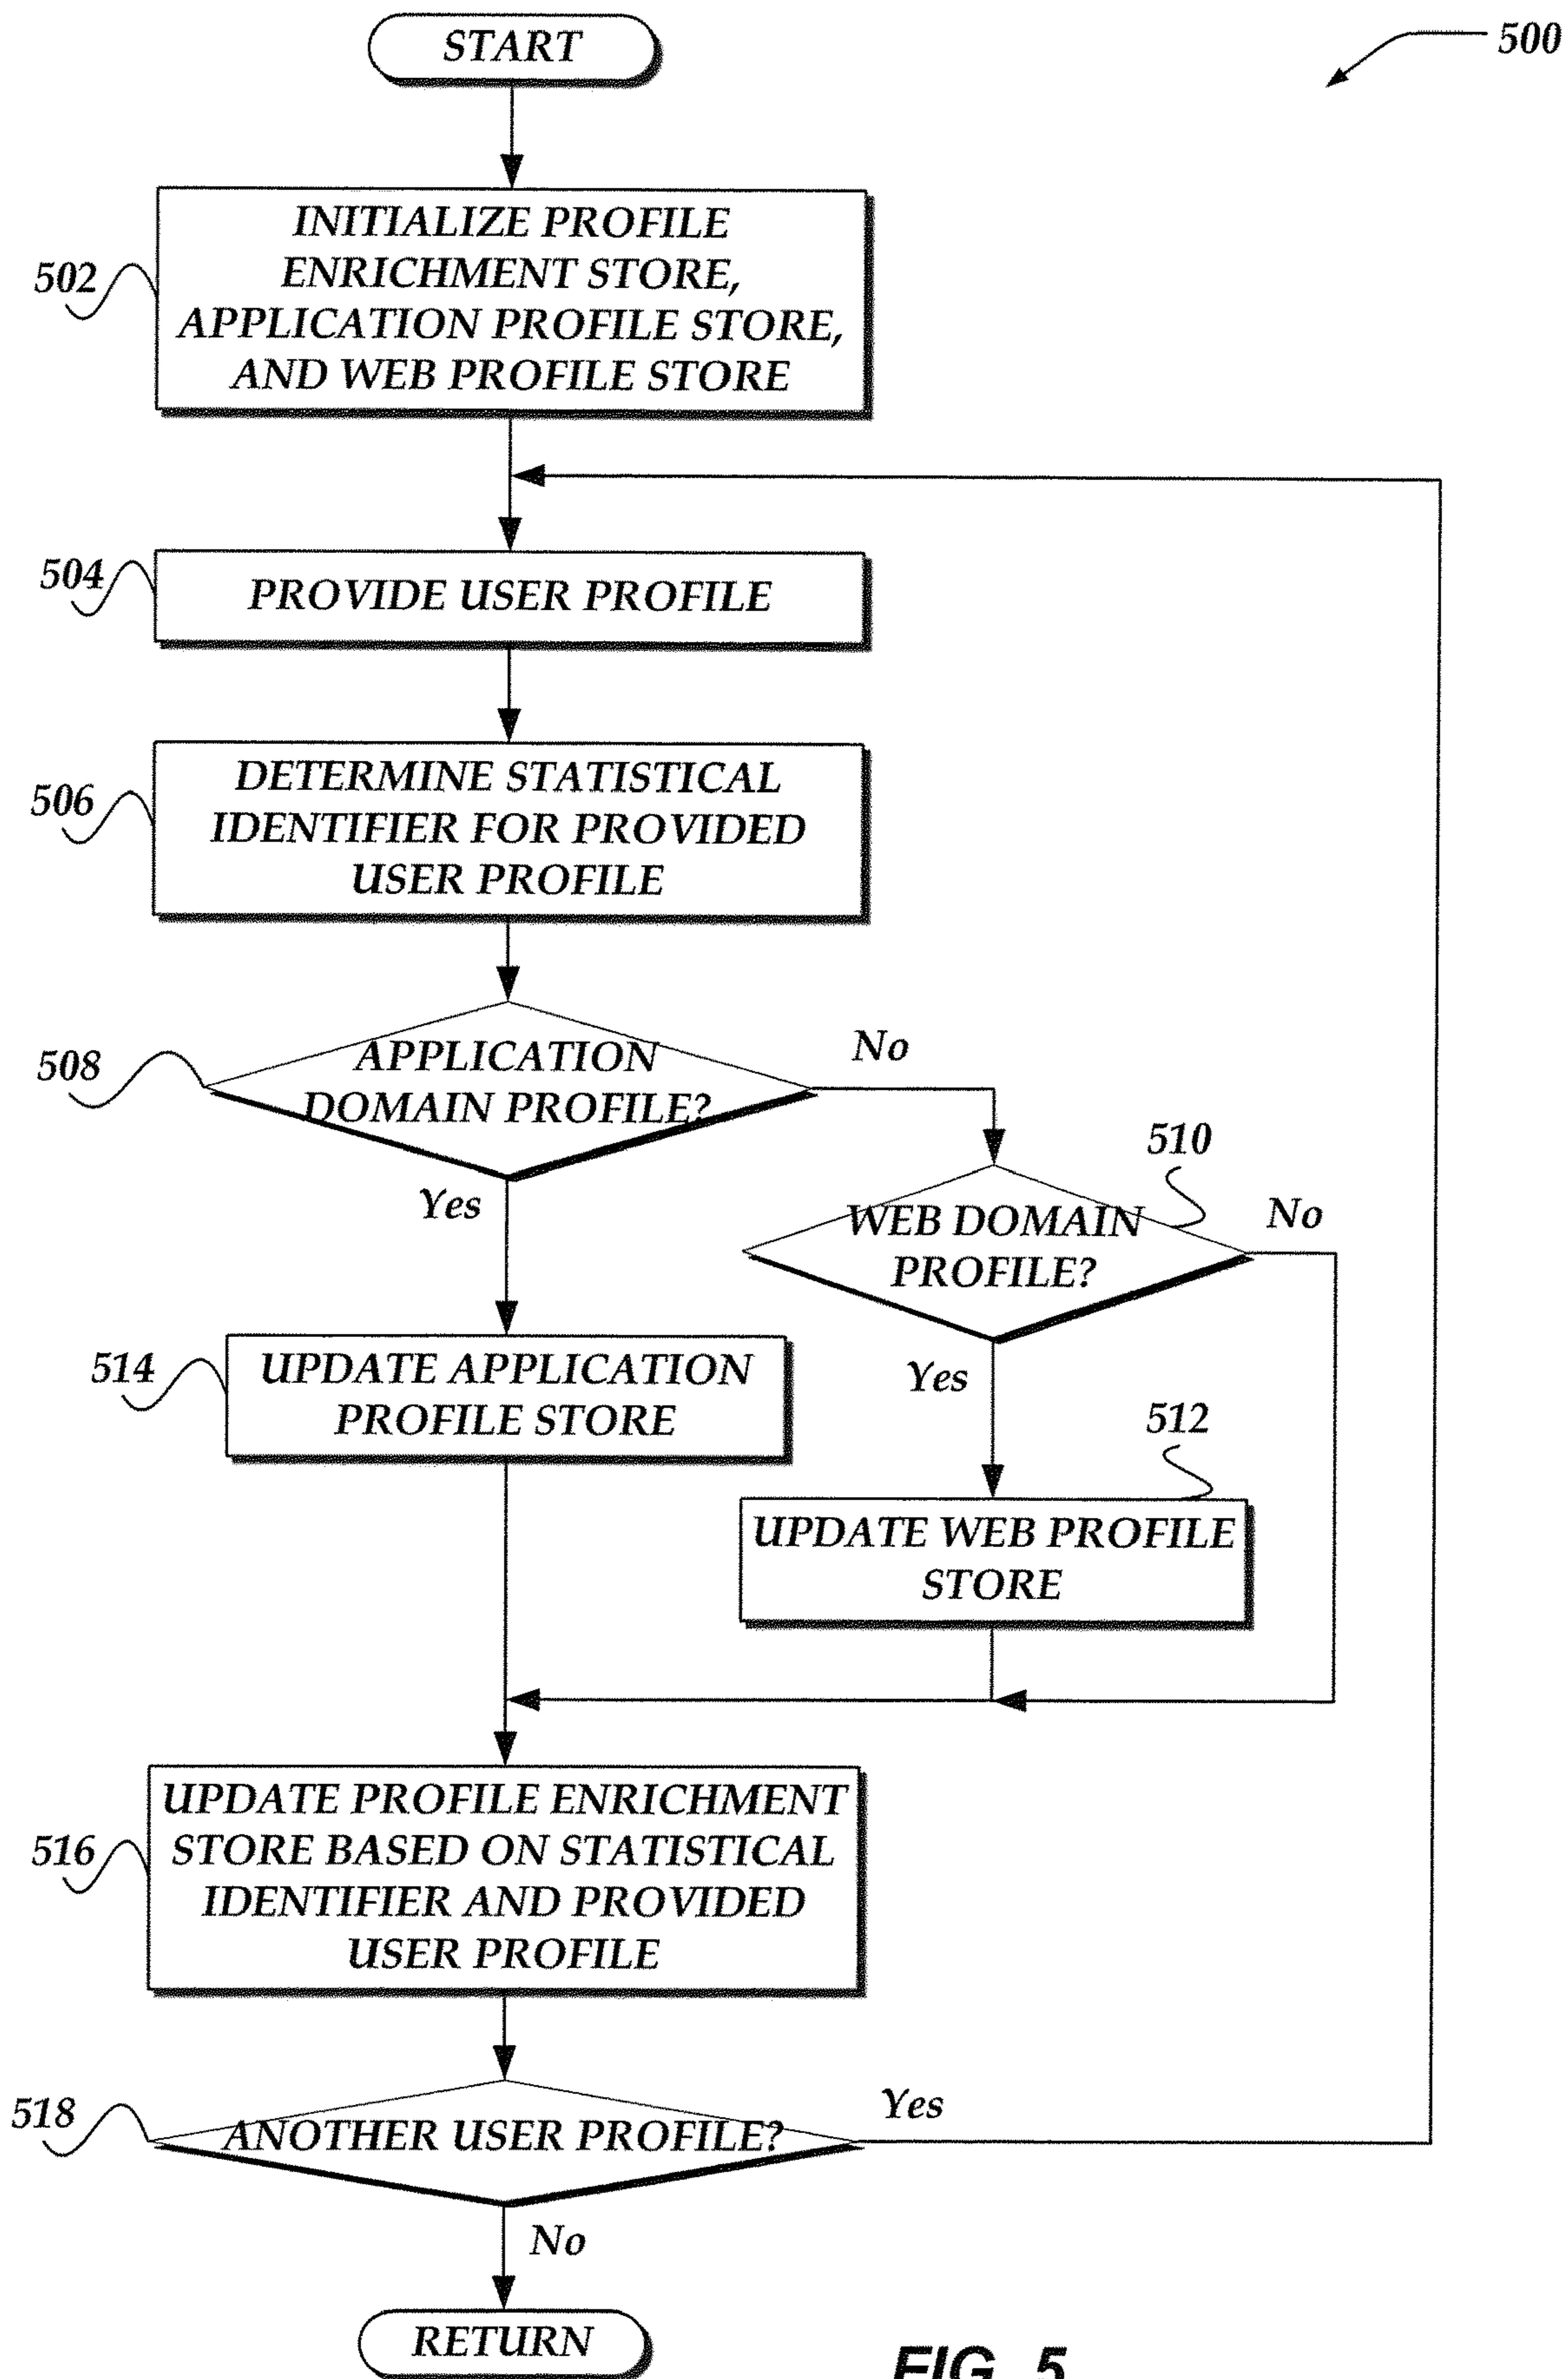 START
500
502
INITIALIZE PROFILE
ENRICHMENT STORE,
APPLICATION PROFILE STORE,
AND WEB PROFILE STORE
504
PROVIDE USER PROFILE
506
DETERMINE STATISTICAL
IDENTIFIER FOR PROVIDED
USER PROFILE
508
APPLICATION
DOMAIN PROFILE?
No
Yes
510
WEB DOMAIN
PROFILE?
No
Yes
514
UPDATE APPLICATION
PROFILE STORE
512
UPDATE WEB PROFILE
STORE
516
UPDATE PROFILE ENRICHMENT
STORE BASED ON STATISTICAL
IDENTIFIER AND PROVIDED
USER PROFILE
518
ANOTHER USER PROFILE?
Yes
No
RETURN
FIG. 5